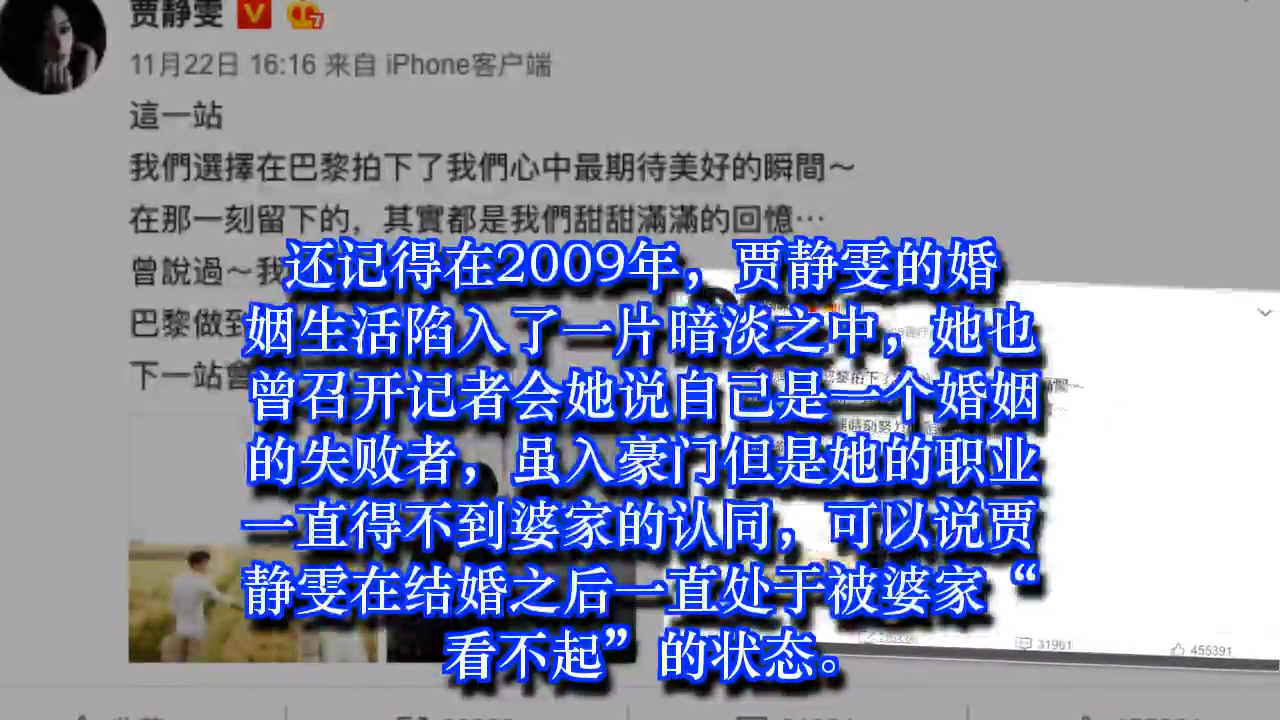 贾静雯
11月22日 16:16 来自 iPhone客户端
這一站
我們選擇在巴黎拍下了我們心中最期待美好的瞬間～
在那一刻留下的，其實都是我們甜甜滿滿的回憶…
曾說過～我
巴黎做到
下一站會
还记得在2009年，贾静雯的婚
姻生活陷入了一片暗淡之中，她也
曾召开记者会她说自己是一个婚姻
的失败者，虽入豪门但是她的职业
一直得不到婆家的认同，可以说贾
静雯在结婚之后一直处于被婆家“
看不起”的状态。
31901
455391